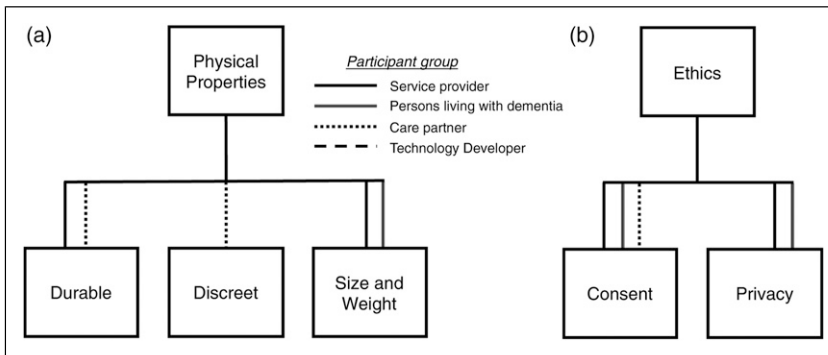 (a)
Physical
Properties
Participant group
Service provider
Persons living with dementia
Care partner
Technology Developer
Durable
Discreet
Size and
Weight
(b)
Ethics
Consent
Privacy